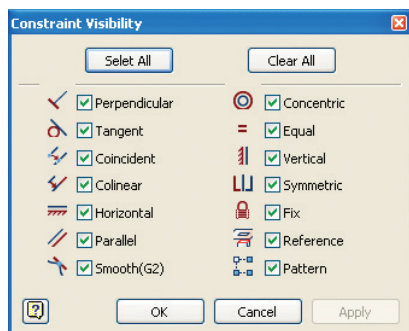 Constraint Visibility
Selet All
Clear All
Perpendicular
Concentric
Tangent
Equal
Coincident
Vertical
Colinear
Symmetric
Horizontal
Fix
Parallel
Reference
Smooth(G2)
Pattern
?
OK
Cancel
Apply